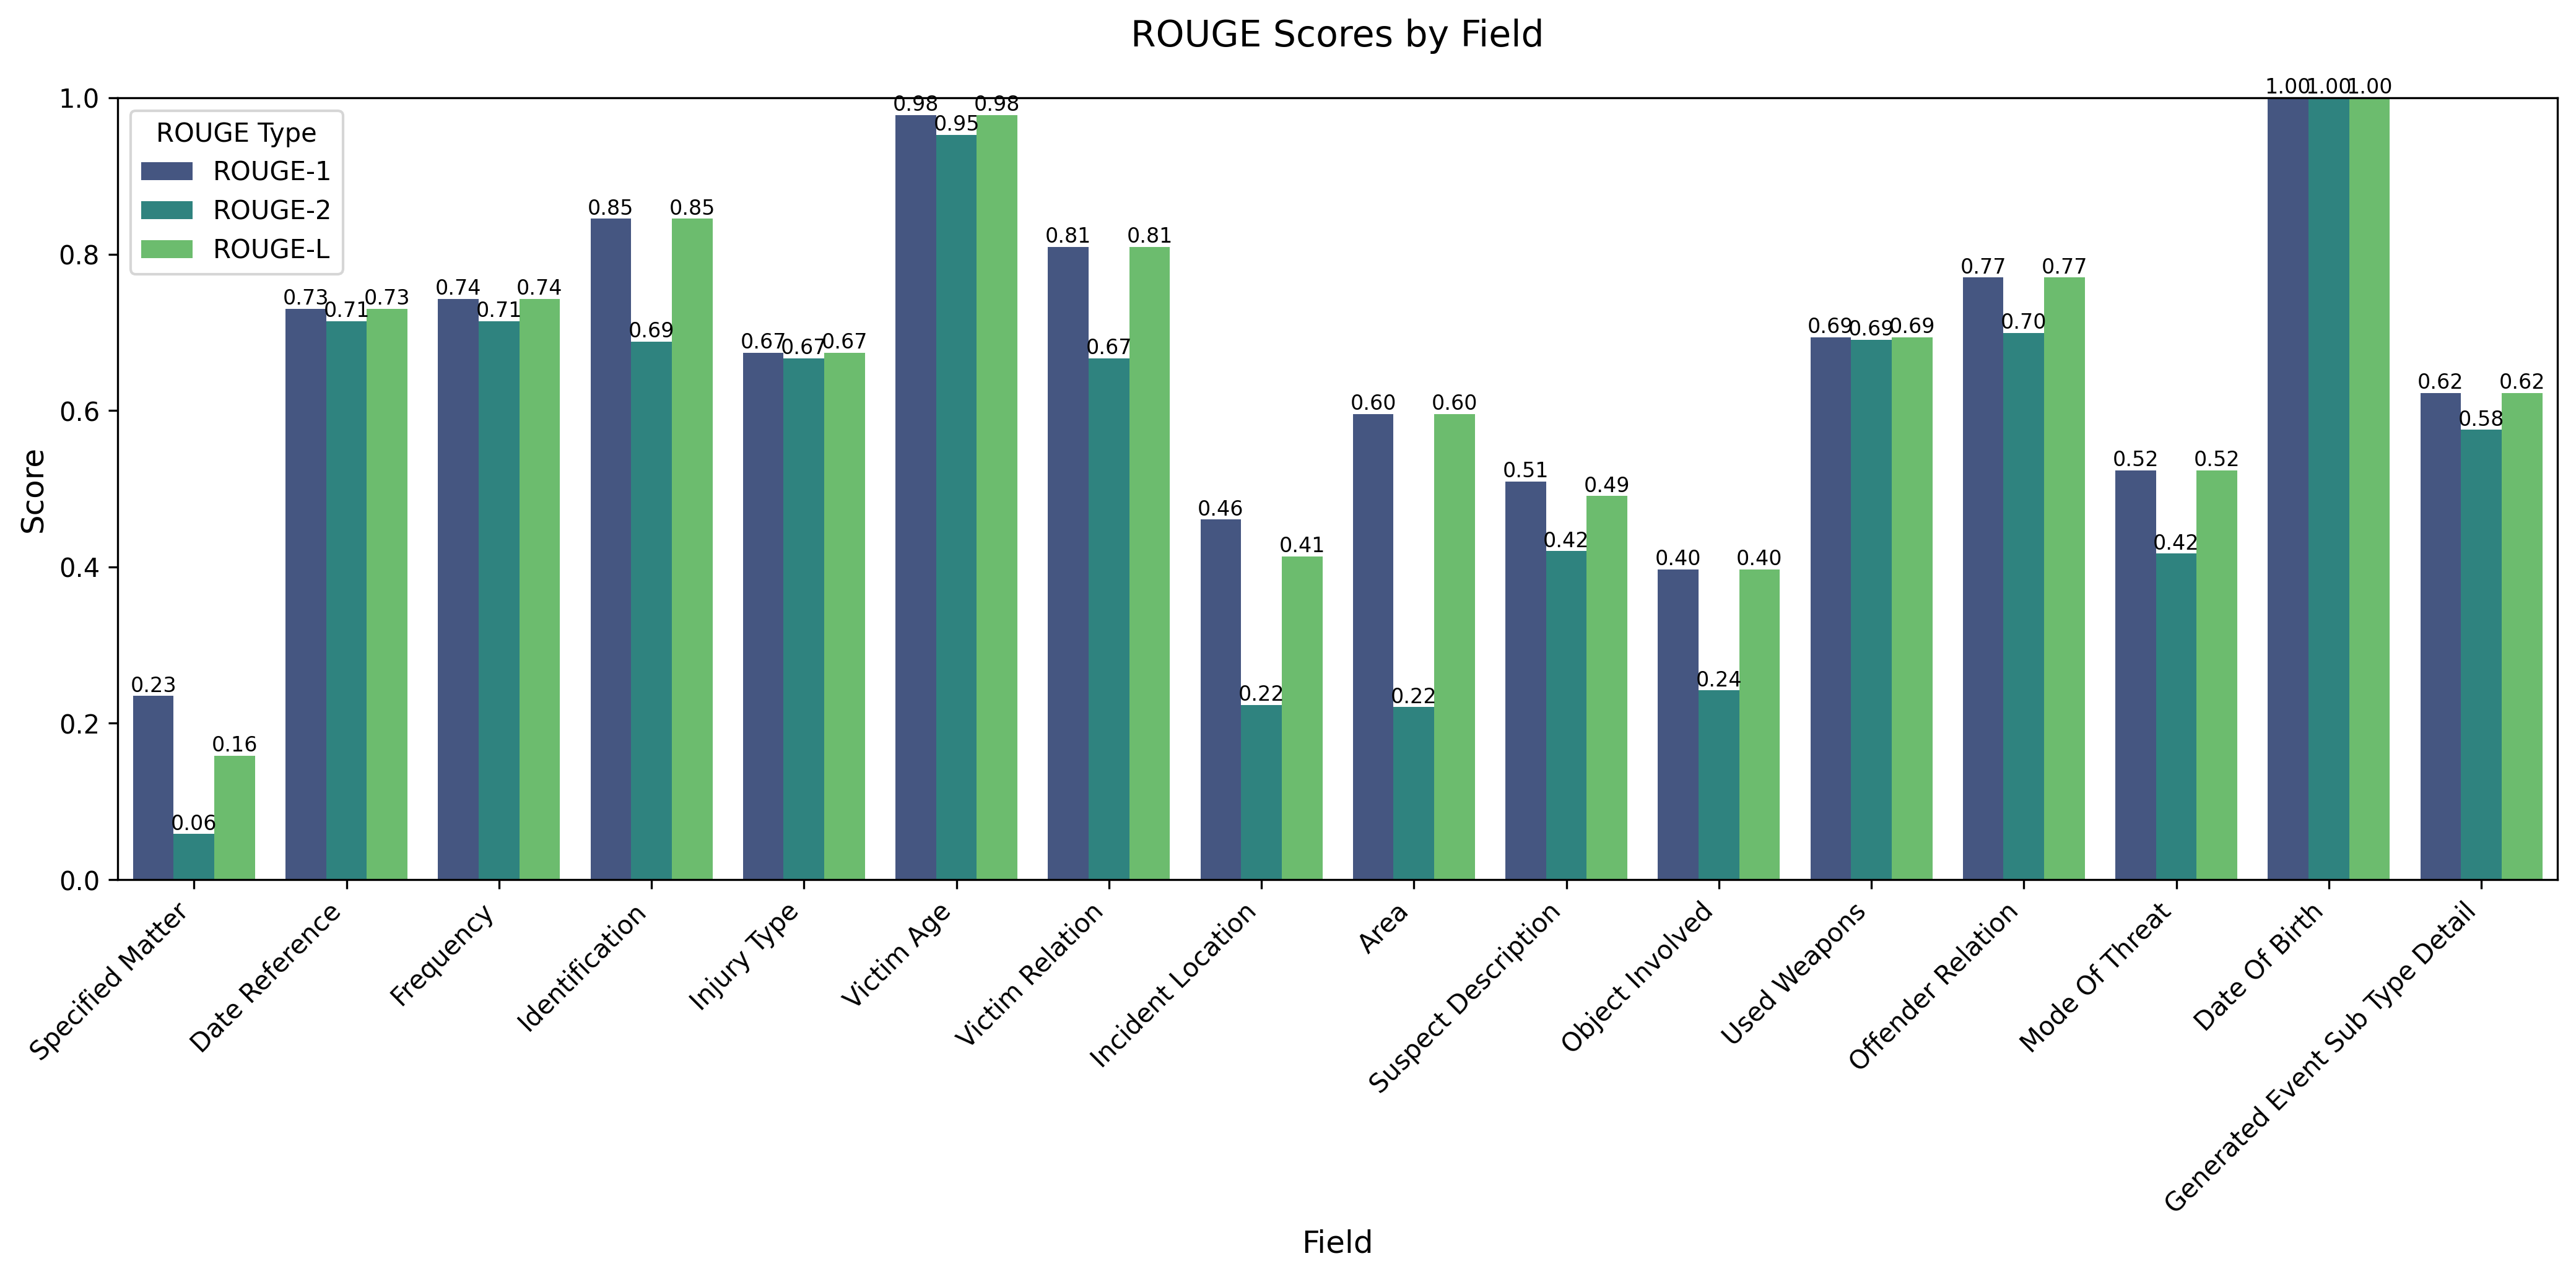 ROUGE Scores by Field
ROUGE Type
ROUGE-1
ROUGE-2
ROUGE-L
Score
1.0
0.8
0.6
0.4
0.2
0.0
0.23
0.06
0.16
0.73
0.71
0.73
0.74
0.71
0.74
0.85
0.69
0.85
0.67
0.67
0.67
0.98
0.95
0.98
0.81
0.67
0.81
0.46
0.22
0.41
0.60
0.22
0.60
0.51
0.42
0.49
0.40
0.24
0.40
0.69
0.69
0.69
0.77
0.70
0.77
0.52
0.42
0.52
1.00
1.00
1.00
0.62
0.58
0.62
Specified Matter
Date Reference
Frequency
Identification
Injury Type
Victim Age
Victim Relation
Incident Location
Area
Suspect Description
Object Involved
Used Weapons
Offender Relation
Mode Of Threat
Date Of Birth
Generated Event Sub Type Detail
Field